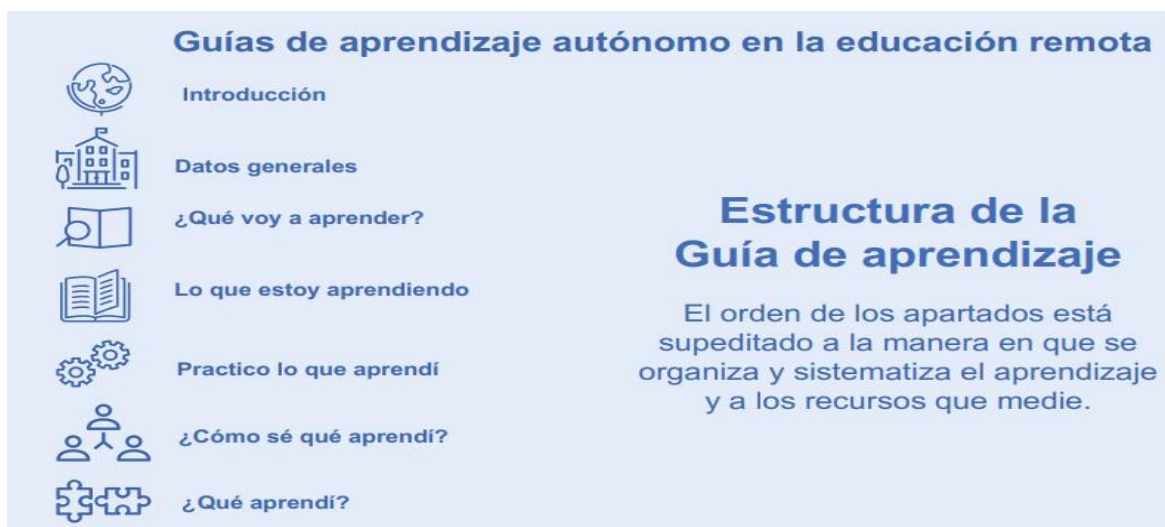 Guías de aprendizaje autónomo en la educación remota
Introducción
Datos generales
¿Qué voy a aprender?
Lo que estoy aprendiendo
Practico lo que aprendí
¿Cómo sé qué aprendí?
¿Qué aprendí?
Estructura de la
Guía de aprendizaje
El orden de los apartados está
supeditado a la manera en que se
organiza y sistematiza el aprendizaje
y a los recursos que medie.